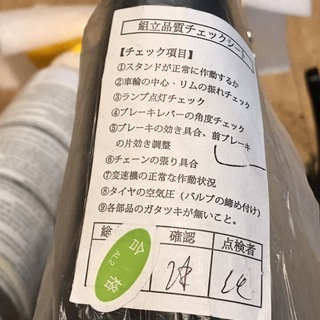 組立品質チェックシート
【チェック項目】
①スタンドが正常に作動するか
②車輪の中心・リムの振れチェック
③ランプ点灯チェック
④ブレーキレバーの角度チェック
⑤ブレーキの効き具合、前ブレーキ
の片効き調整
⑥チェーンの張り具合
⑦変速機の正常な作動状況
⑧タイヤの空気圧（バルブの締め付け）
⑨各部品のガタツキが無いこと。
確認 点検者
合格